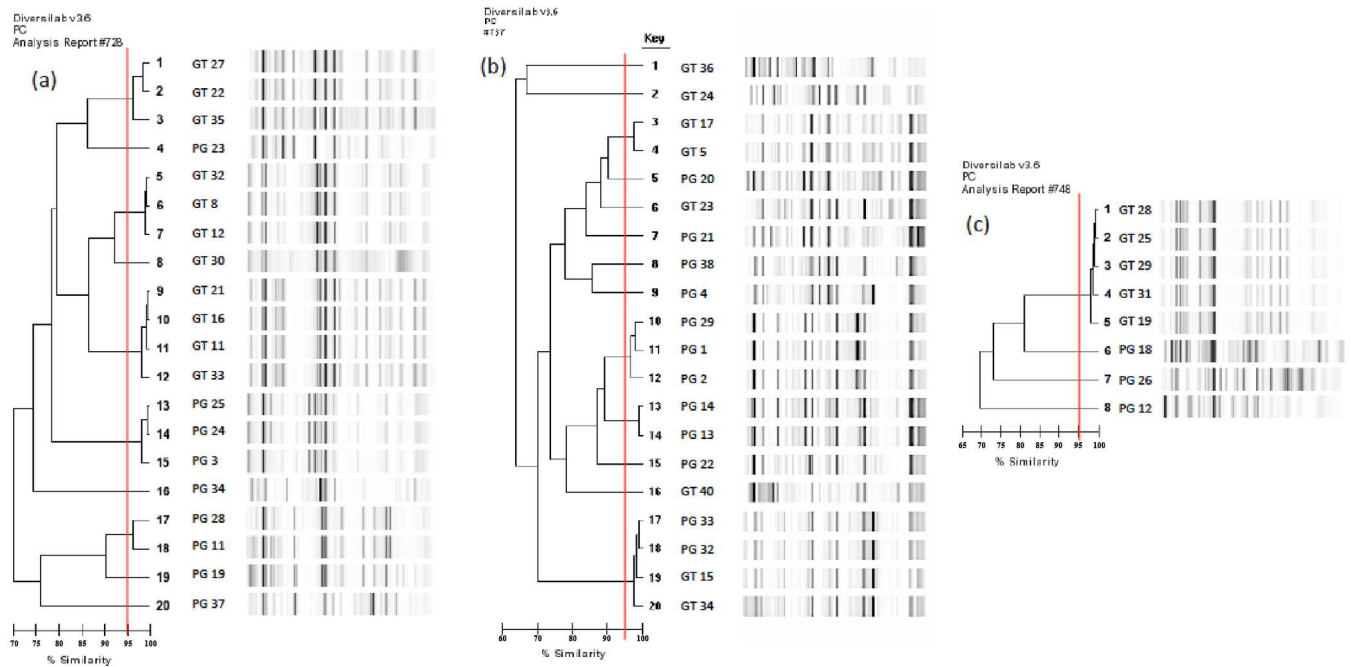 Diversilab v3.6
PC
Analysis Report #728
(a)
1 GT 27
2 GT 22
3 GT 35
4 PG 23
5 GT 32
6 GT 8
7 GT 12
8 GT 30
9 GT 21
10 GT 16
11 GT 11
12 GT 33
13 PG 25
14 PG 24
15 PG 3
16 PG 34
17 PG 28
18 PG 11
19 PG 19
20 PG 37
70 75 80 85 90 95 100
% Similarity
Diversilab v3.6
PC
#737
Key
(b)
1 GT 36
2 GT 24
3 GT 17
4 GT 5
5 PG 20
6 GT 23
7 PG 21
8 PG 38
9 PG 4
10 PG 29
11 PG 1
12 PG 2
13 PG 14
14 PG 13
15 PG 22
16 GT 40
17 PG 33
18 PG 32
19 GT 15
20 GT 34
60 70 80 90 100
% Similarity
Diversilab v3.6
PC
Analysis Report #748
(c)
1 GT 28
2 GT 25
3 GT 29
4 GT 31
5 GT 19
6 PG 18
7 PG 26
8 PG 12
65 70 75 80 85 90 95 100
% Similarity